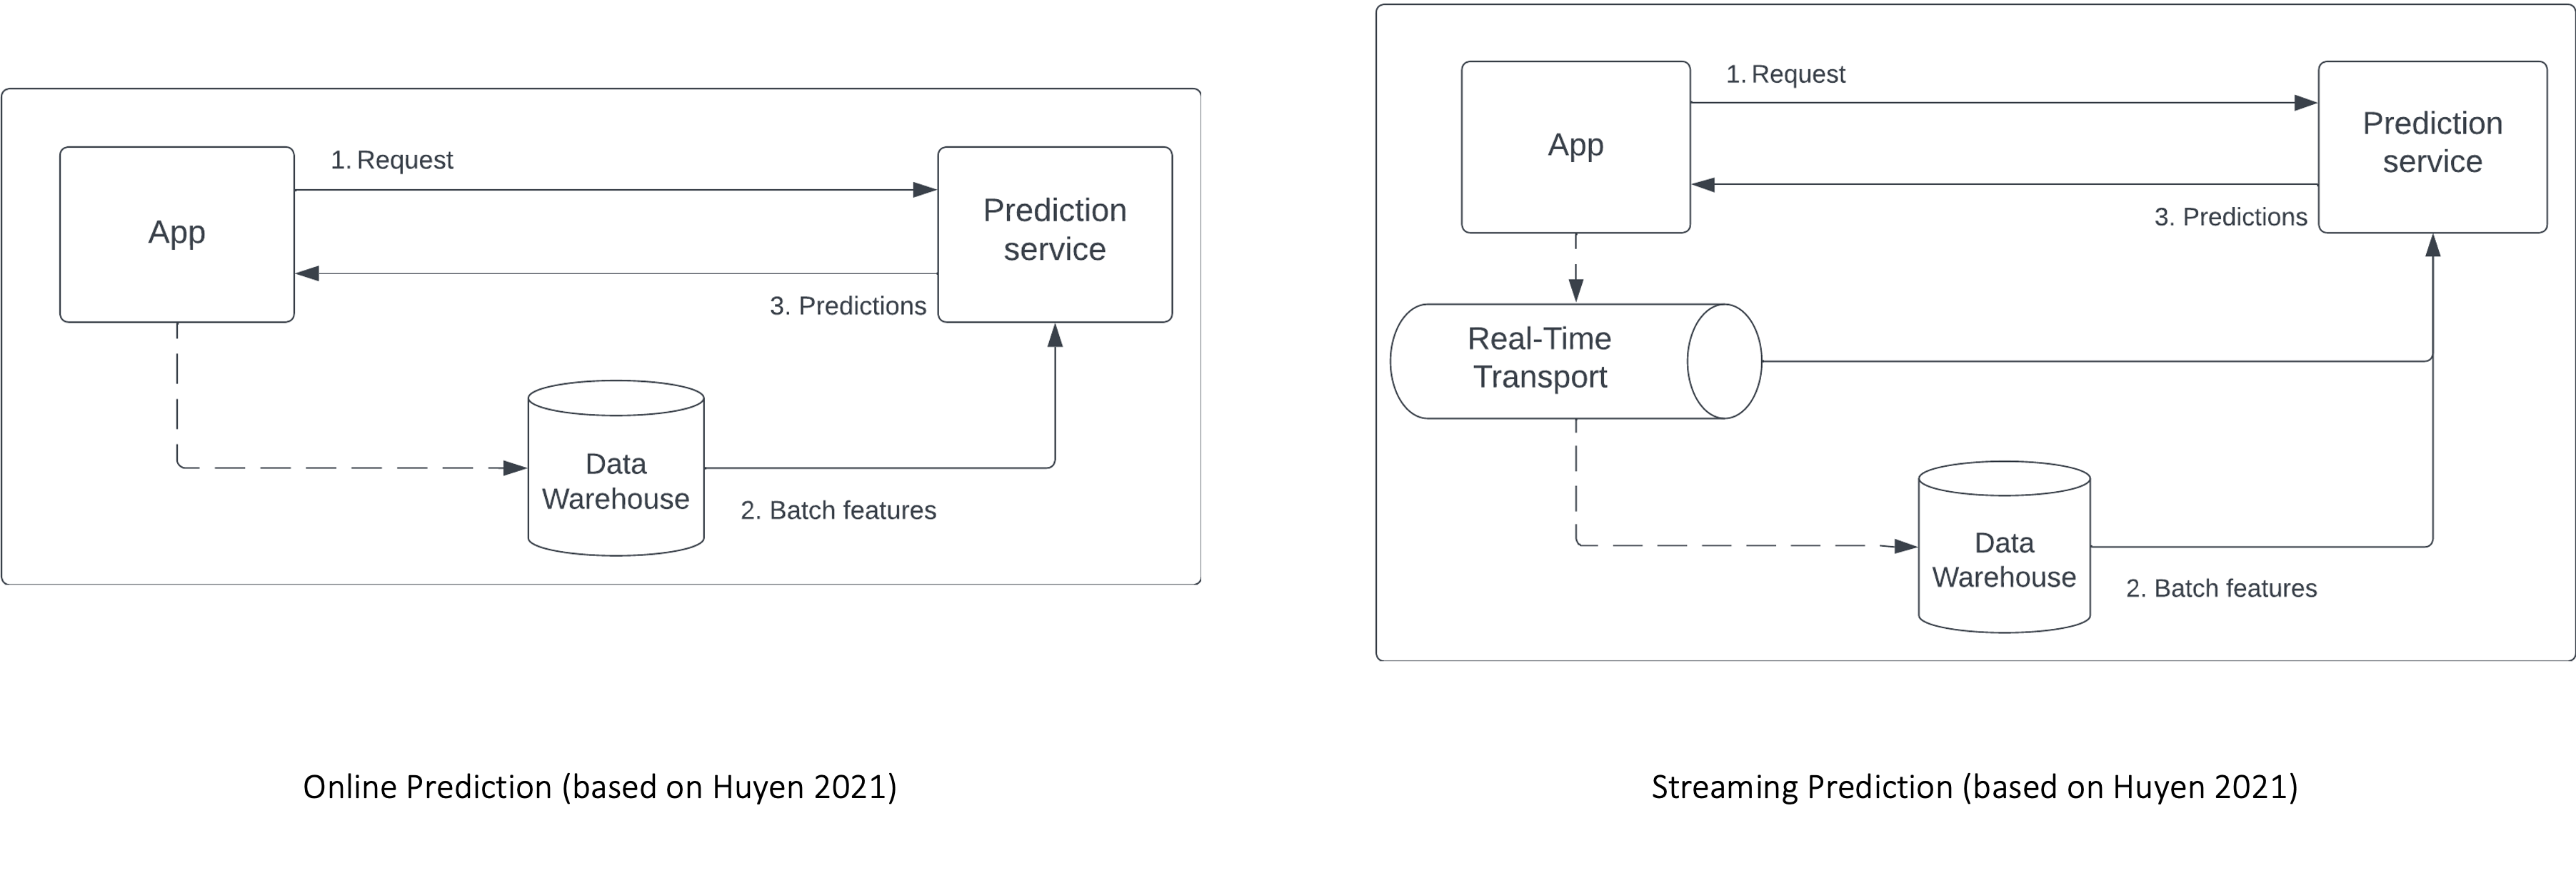 1. Request
App
Prediction
service
3. Predictions
Data
Warehouse
2. Batch features
Online Prediction (based on Huyen 2021)
1. Request
App
Prediction
service
3. Predictions
Real-Time
Transport
Data
Warehouse
2. Batch features
Streaming Prediction (based on Huyen 2021)